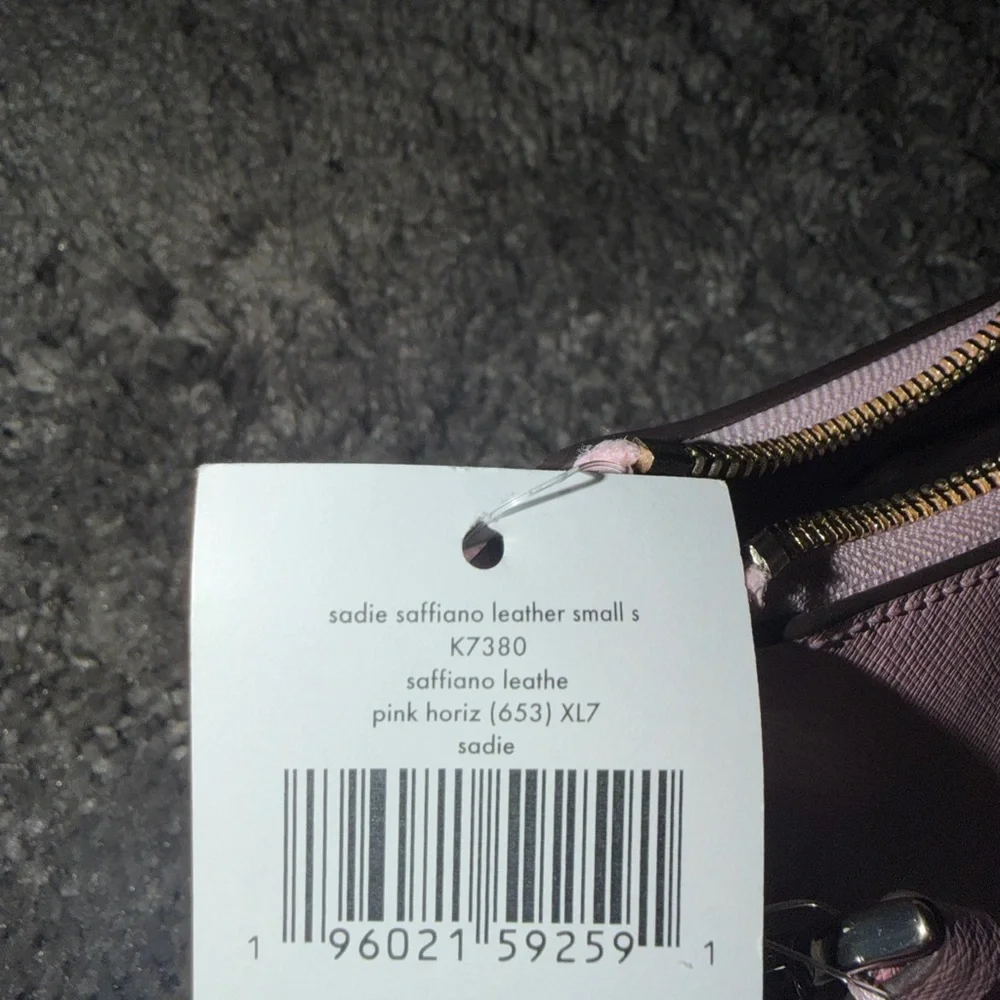 sadie saffiano leather small s
K7380
saffiano leathe
pink horiz (653) XL7
sadie
1 96021 59259 1